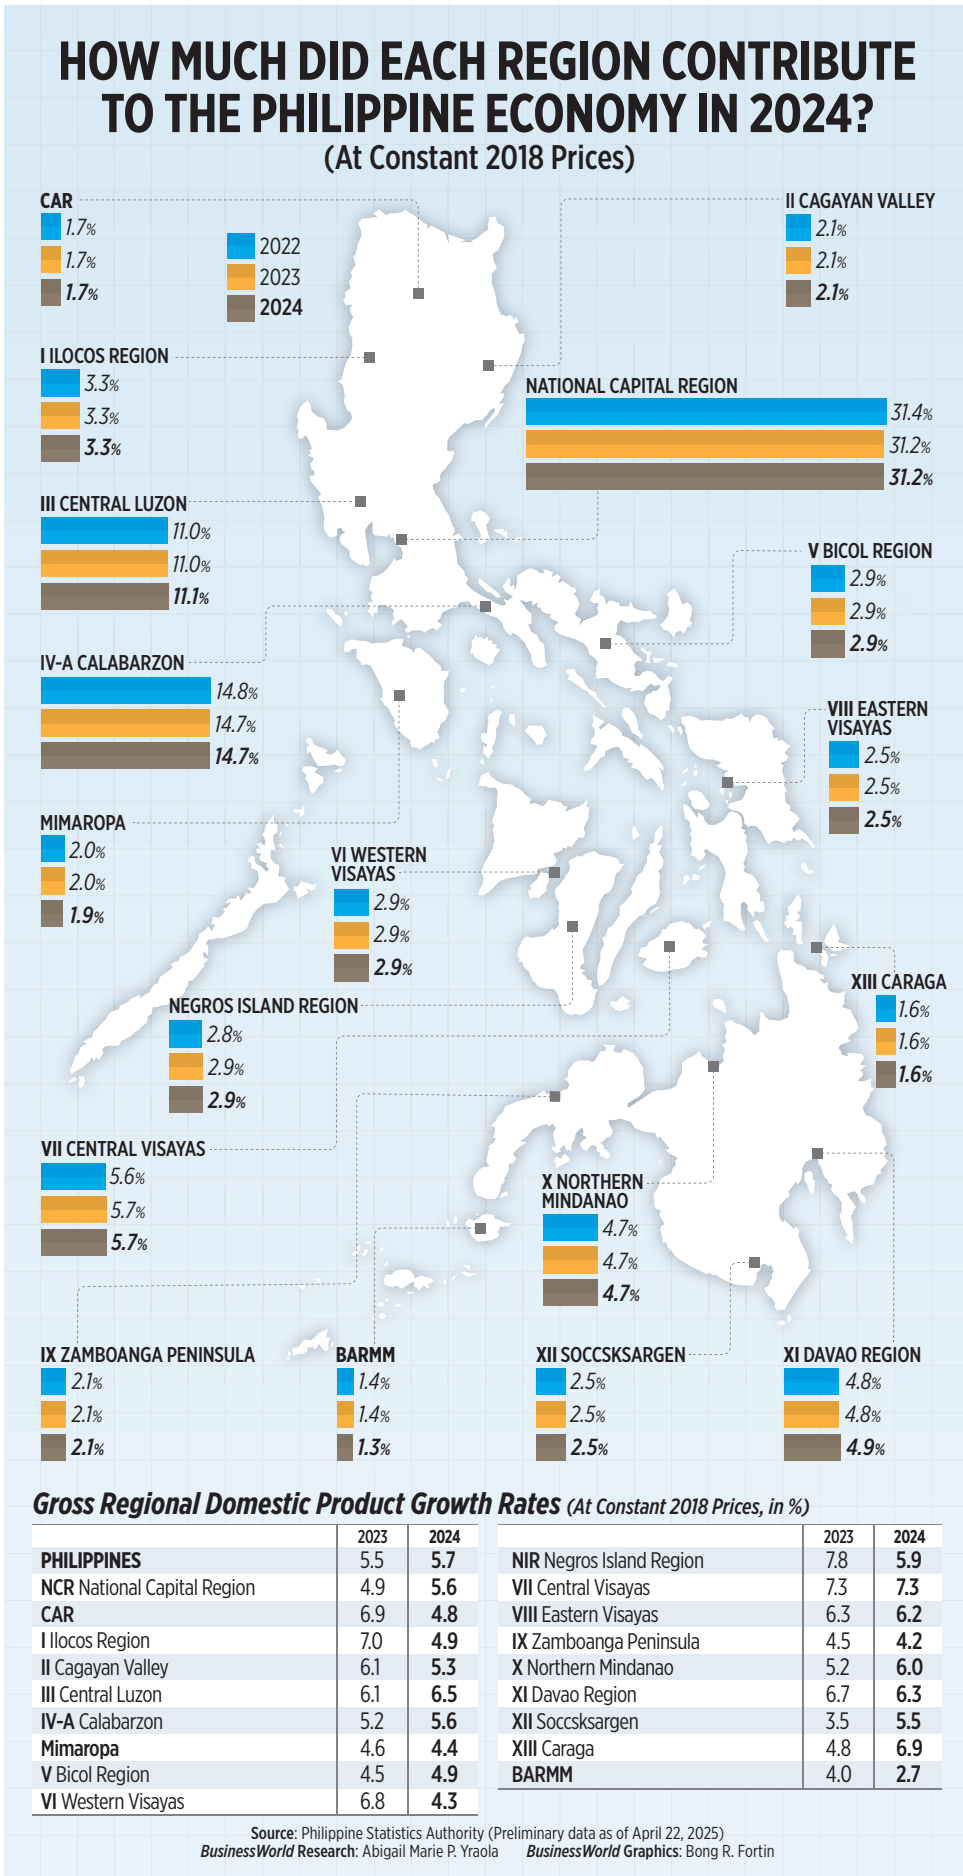 HOW MUCH DID EACH REGION CONTRIBUTE
TO THE PHILIPPINE ECONOMY IN 2024?
(At Constant 2018 Prices)
CAR
1.7%
1.7%
1.7%
2022
2023
2024
II CAGAYAN VALLEY
2.1%
2.1%
2.1%
I ILOCOS REGION
3.3%
3.3%
3.3%
NATIONAL CAPITAL REGION
31.4%
31.2%
31.2%
III CENTRAL LUZON
11.0%
11.0%
11.1%
V BICOL REGION
2.9%
2.9%
2.9%
IV-A CALABARZON
14.8%
14.7%
14.7%
VIII EASTERN
VISAYAS
2.5%
2.5%
2.5%
MIMAROPA
2.0%
2.0%
1.9%
VI WESTERN
VISAYAS
2.9%
2.9%
2.9%
XIII CARAGA
1.6%
1.6%
1.6%
NEGROS ISLAND REGION
2.8%
2.9%
2.9%
VII CENTRAL VISAYAS
5.6%
5.7%
5.7%
X NORTHERN
MINDANAO
4.7%
4.7%
4.7%
IX ZAMBOANGA PENINSULA
2.1%
2.1%
2.1%
BARMM
1.4%
1.4%
1.3%
XII SOCCSKSARGEN
2.5%
2.5%
2.5%
XI DAVAO REGION
4.8%
4.8%
4.9%
Gross Regional Domestic Product Growth Rates (At Constant 2018 Prices, in %)
2023 2024
PHILIPPINES 5.5 5.7
NCR National Capital Region 4.9 5.6
CAR 6.9 4.8
I Ilocos Region 7.0 4.9
II Cagayan Valley 6.1 5.3
III Central Luzon 6.1 6.5
IV-A Calabarzon 5.2 5.6
Mimaropa 4.6 4.4
V Bicol Region 4.5 4.9
VI Western Visayas 6.8 4.3
2023 2024
NIR Negros Island Region 7.8 5.9
VII Central Visayas 7.3 7.3
VIII Eastern Visayas 6.3 6.2
IX Zamboanga Peninsula 4.5 4.2
X Northern Mindanao 5.2 6.0
XI Davao Region 6.7 6.3
XII Soccsksargen 3.5 5.5
XIII Caraga 4.8 6.9
BARMM 4.0 2.7
Source: Philippine Statistics Authority (Preliminary data as of April 22, 2025)
BusinessWorld Research: Abigail Marie P. Yraola BusinessWorld Graphics: Bong R. Fortin